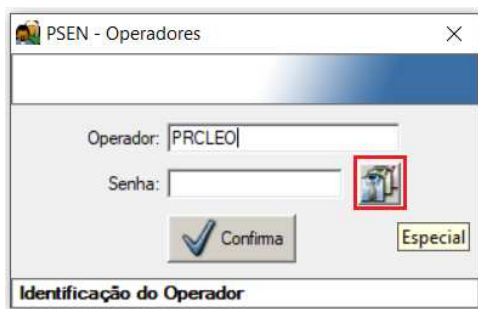 PSEN - Operadores
Operador: PRCLEO
Senha:
Confirma
Especial
Identificação do Operador